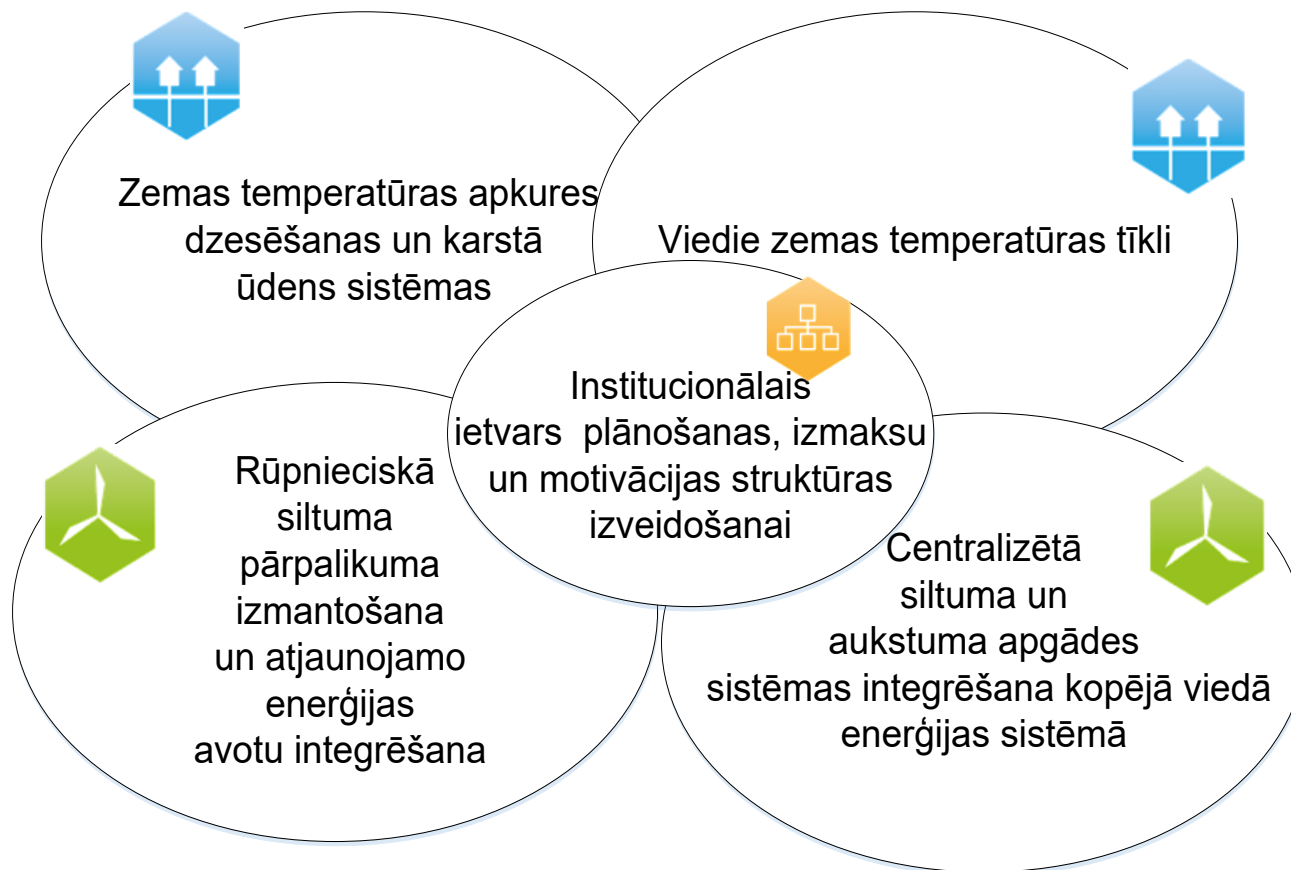 Zemas temperatūras apkures
dzesēšanas un karstā
ūdens sistēmas
Viedie zemas temperatūras tīkli
Institucionālais
ietvars plānošanas, izmaksu
un motivācijas struktūras
izveidošanai
Rūpnieciskā
siltuma
pārpalikuma
izmantošana
un atjaunojamo
enerģijas
avotu integrēšana
Centralizētā
siltuma un
aukstuma apgādes
sistēmas integrēšana kopējā viedā
enerģijas sistēmā